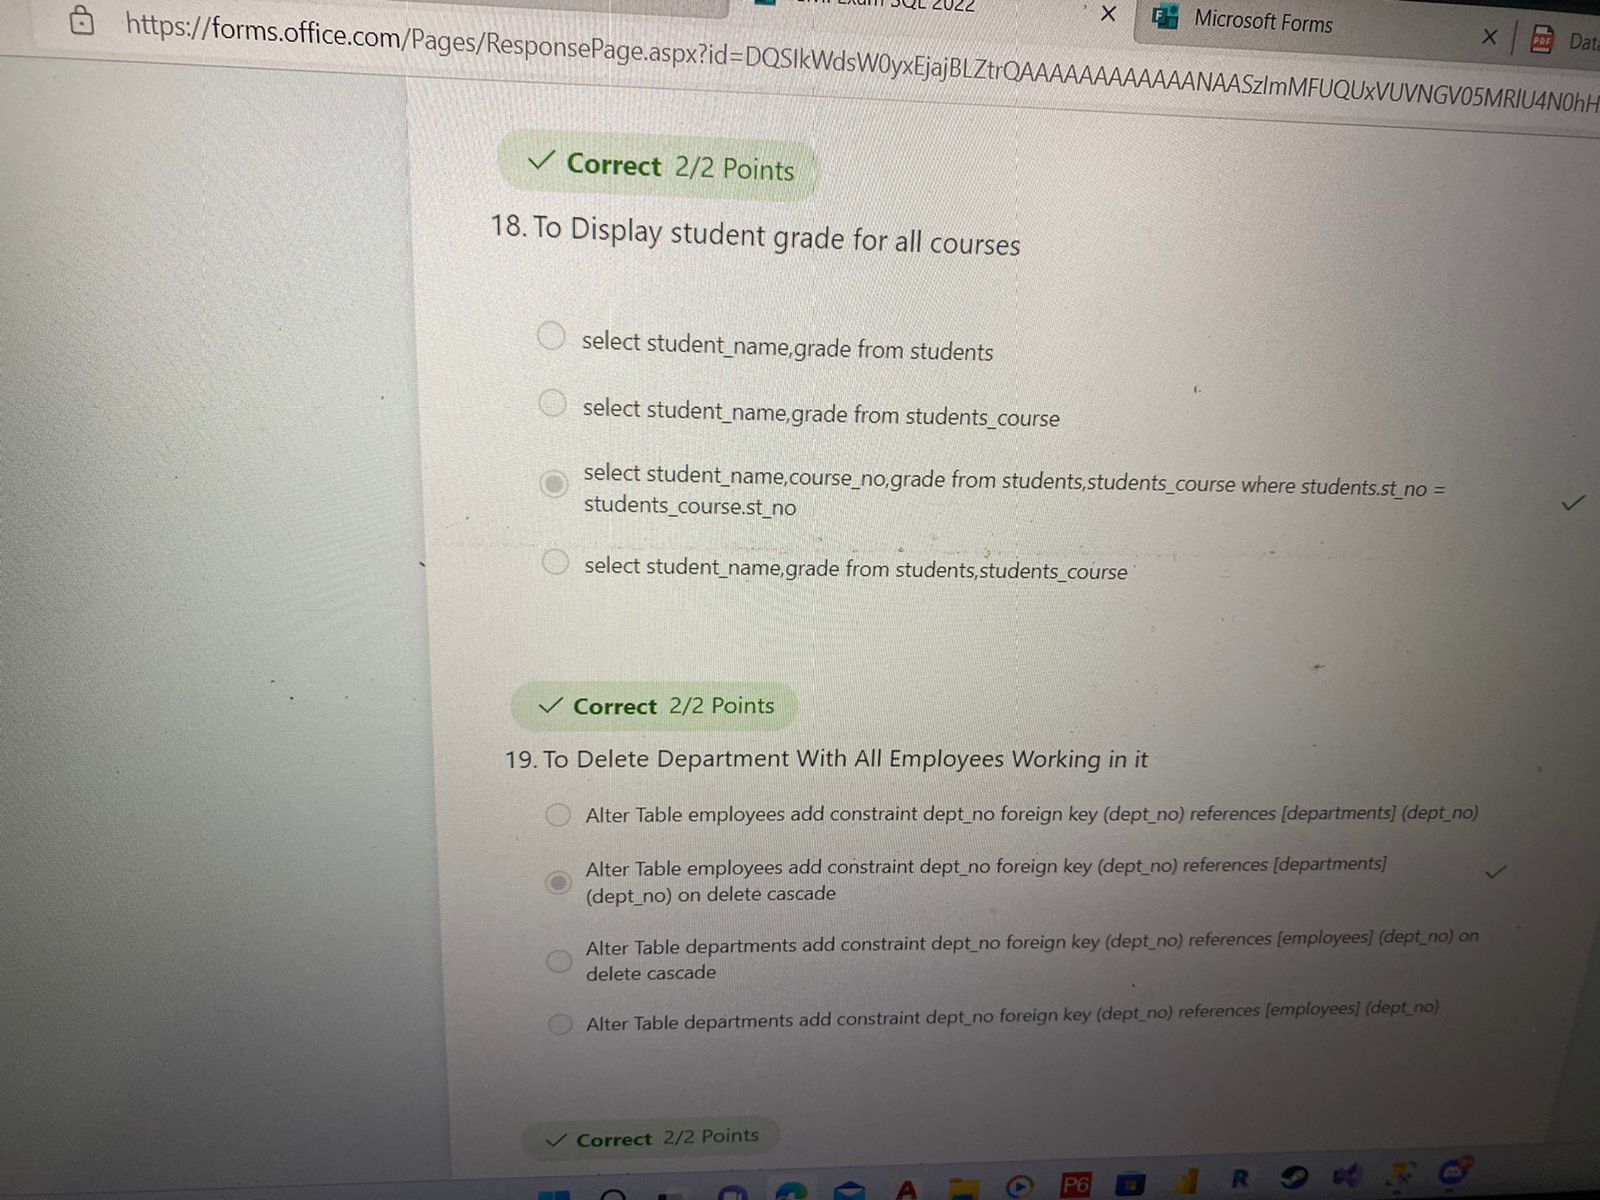 SQL 2022
Microsoft Forms
PDF
https://forms.office.com/Pages/ResponsePage.aspx?id=DQSIkWdsW0yxEjajBLZtrQAAAAAAAAAAAANAASzImMFUQUxVUVNGV05MRlU4N0hH
Correct 2/2 Points
18. To Display student grade for all courses
select student_name,grade from students
select student_name,grade from students_course
select student_name,course_no,grade from students,students_course where students.st_no =
students_course.st_no
select student_name,grade from students,students_course
Correct 2/2 Points
19. To Delete Department With All Employees Working in it
Alter Table employees add constraint dept_no foreign key (dept_no) references [departments] (dept_no)
Alter Table employees add constraint dept_no foreign key (dept_no) references [departments]
(dept_no) on delete cascade
Alter Table departments add constraint dept_no foreign key (dept_no) references [employees] (dept_no) on
delete cascade
Alter Table departments add constraint dept_no foreign key (dept_no) references [employees] (dept_no)
Correct 2/2 Points
A
P6
R